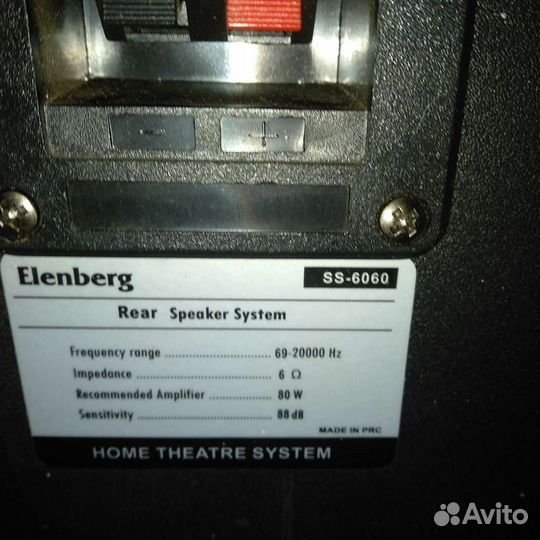 - +
Elenberg SS-6060
Rear Speaker System
Frequency range ........................ 69-20000 Hz
Impedance ........................ 6 Ω
Recommended Amplifier ........................ 80 W
Sensitivity ........................ 88 dB
MADE IN PRC
HOME THEATRE SYSTEM
Avito